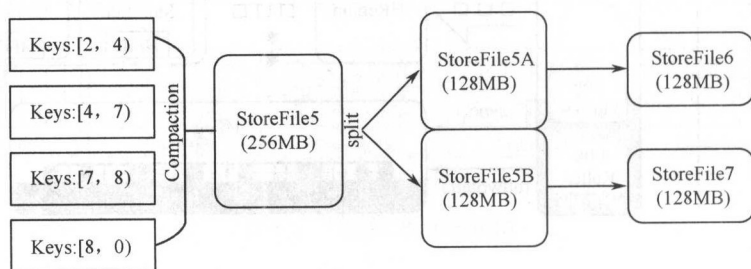 Keys:[2，4)
Keys:[4，7)
Keys:[7，8)
Keys:[8，0)
Compaction
StoreFile5
(256MB)
split
StoreFile5A
(128MB)
StoreFile5B
(128MB)
StoreFile6
(128MB)
StoreFile7
(128MB)